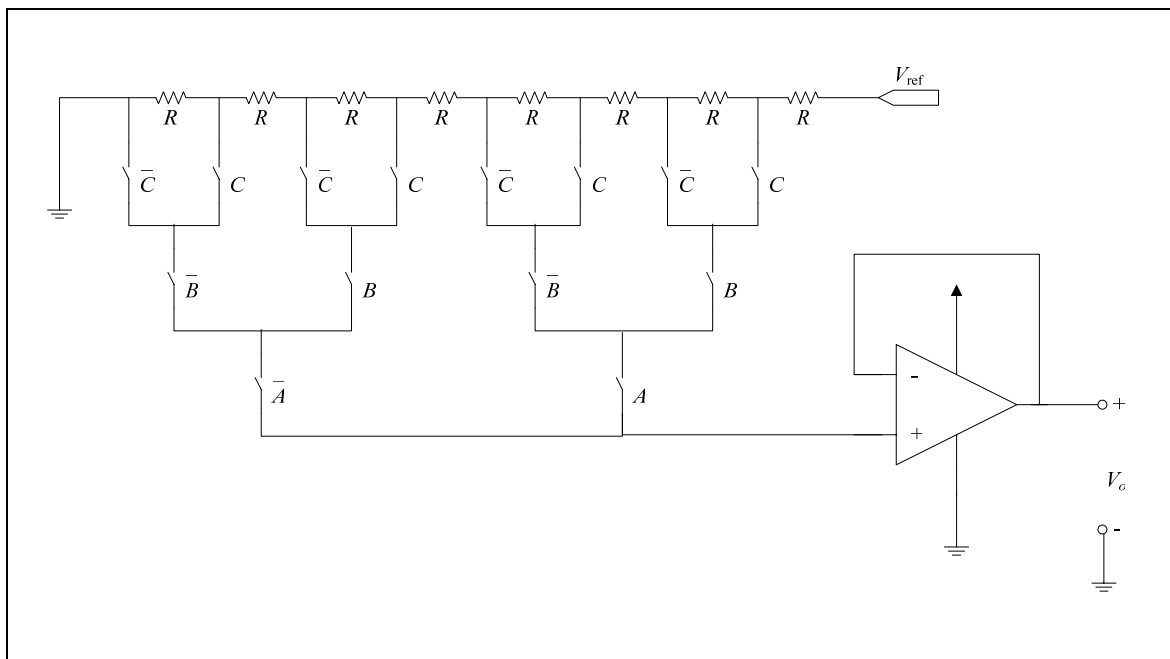 V_ref
R R R R R R R R
C̅ C C̅ C C̅ C C̅ C
B̅ B B̅ B
A̅ A
-
+
+
V_o
-